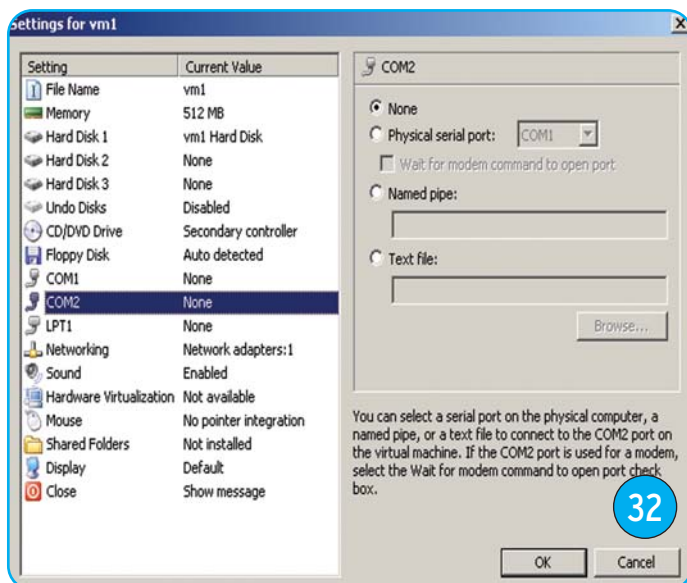 Settings for vm1
Setting Current Value
File Name vm1
Memory 512 MB
Hard Disk 1 vm1 Hard Disk
Hard Disk 2 None
Hard Disk 3 None
Undo Disks Disabled
CD/DVD Drive Secondary controller
Floppy Disk Auto detected
COM1 None
COM2 None
LPT1 None
Networking Network adapters:1
Sound Enabled
Hardware Virtualization Not available
Mouse No pointer integration
Shared Folders Not installed
Display Default
Close Show message
COM2
None
Physical serial port: COM1
Wait for modem command to open port
Named pipe:
Text file:
Browse...
You can select a serial port on the physical computer, a
named pipe, or a text file to connect to the COM2 port on
the virtual machine. If the COM2 port is used for a modem,
select the Wait for modem command to open port check
box.
32
OK Cancel